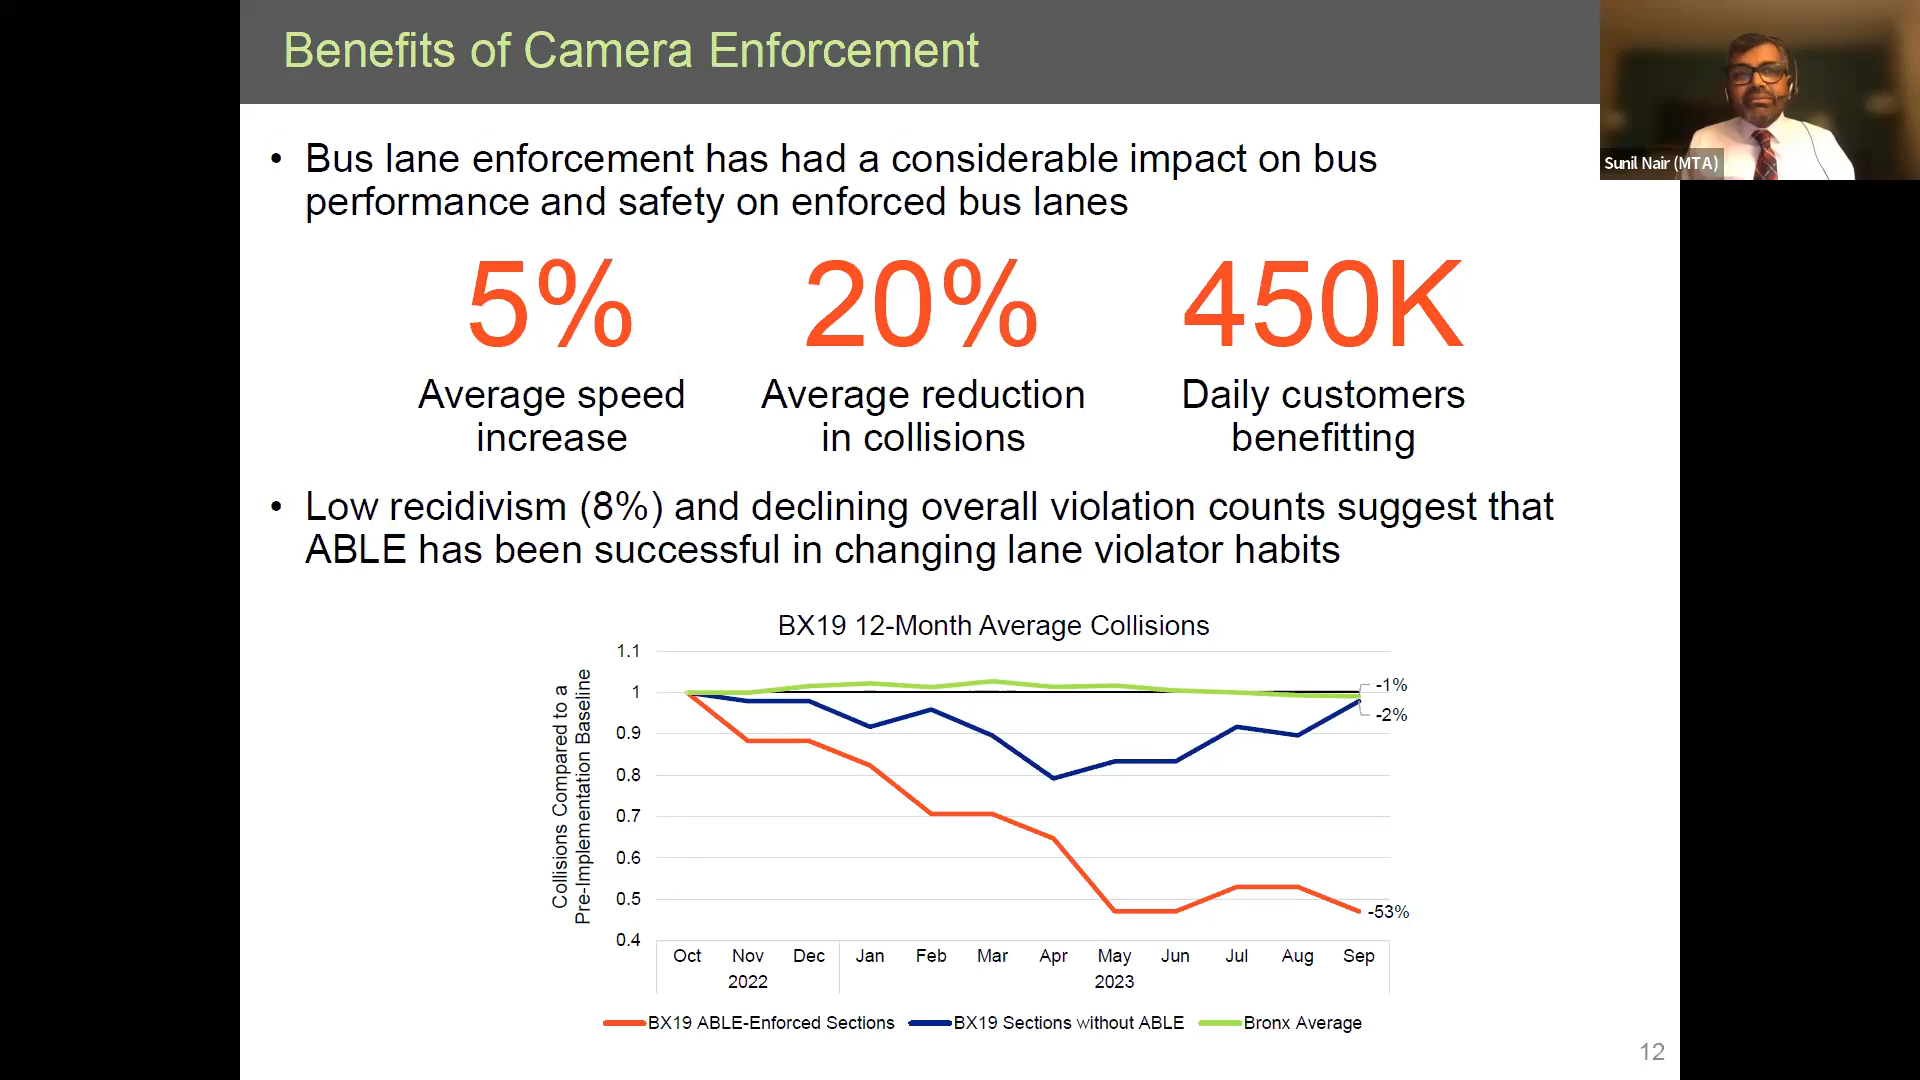 Benefits of Camera Enforcement
Sunil Nair (MTA)
• Bus lane enforcement has had a considerable impact on bus
performance and safety on enforced bus lanes
5%
Average speed
increase
20%
Average reduction
in collisions
450K
Daily customers
benefitting
• Low recidivism (8%) and declining overall violation counts suggest that
ABLE has been successful in changing lane violator habits
BX19 12-Month Average Collisions
Collisions Compared to a
Pre-Implementation Baseline
1.1
1
0.9
0.8
0.7
0.6
0.5
0.4
-1%
-2%
-53%
Oct Nov Dec Jan Feb Mar Apr May Jun Jul Aug Sep
2022 2023
BX19 ABLE-Enforced Sections BX19 Sections without ABLE Bronx Average
12